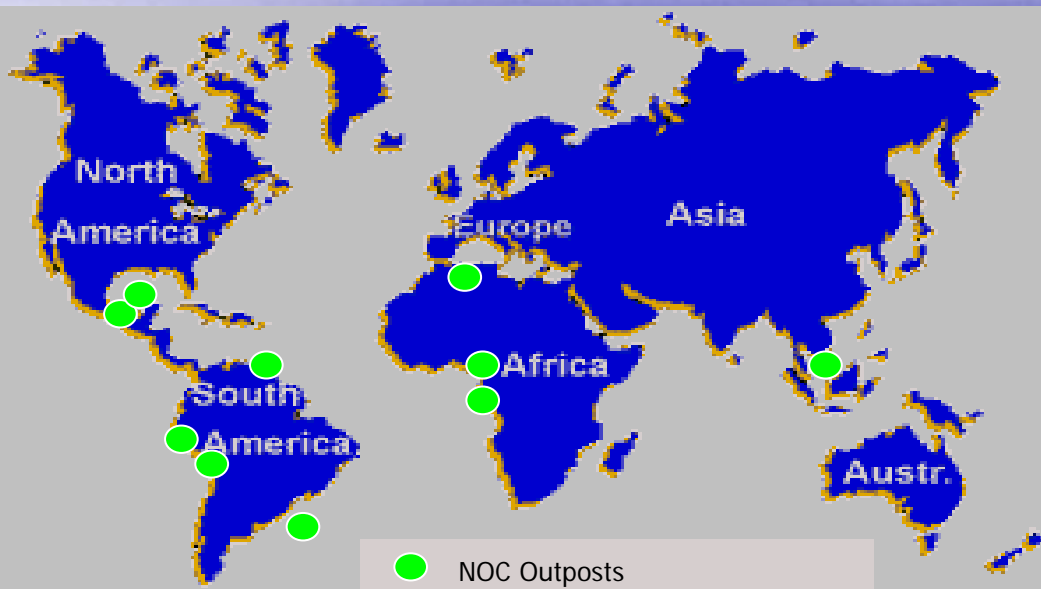 North
America
Europe
Asia
Africa
South
America
Austr.
NOC Outposts